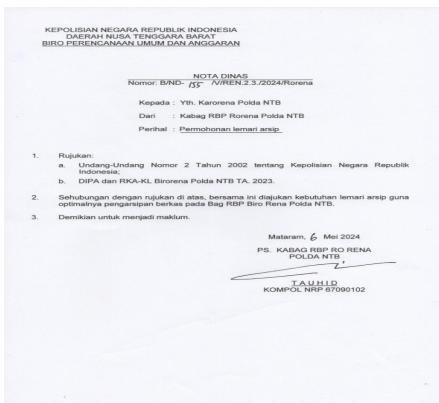 KEPOLISIAN NEGARA REPUBLIK INDONESIA
DAERAH NUSA TENGGARA BARAT
BIRO PERENCANAAN UMUM DAN ANGGARAN
NOTA DINAS
Nomor: B/ND- 155 /V/REN.2.3./2024/Rorena
Kepada : Yth. Karorena Polda NTB
Dari : Kabag RBP Rorena Polda NTB
Perihal : Permohonan lemari arsip
1. Rujukan:
a. Undang-Undang Nomor 2 Tahun 2002 tentang Kepolisian Negara Republik
Indonesia;
b. DIPA dan RKA-KL Birorena Polda NTB TA. 2023.
2. Sehubungan dengan rujukan di atas, bersama ini diajukan kebutuhan lemari arsip guna
optimalnya pengarsipan berkas pada Bag RBP Biro Rena Polda NTB.
3. Demikian untuk menjadi maklum.
Mataram, 6 Mei 2024
PS. KABAG RBP RO RENA
POLDA NTB
TAUHID
KOMPOL NRP 67090102